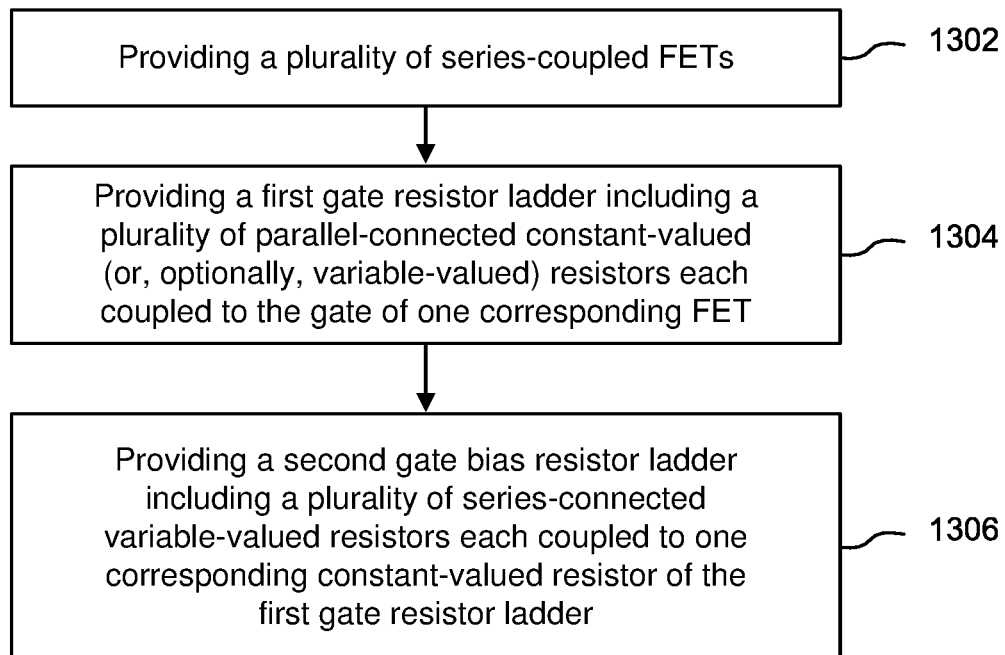 Providing a plurality of series-coupled FETs
1302
Providing a first gate resistor ladder including a
plurality of parallel-connected constant-valued
(or, optionally, variable-valued) resistors each
coupled to the gate of one corresponding FET
1304
Providing a second gate bias resistor ladder
including a plurality of series-connected
variable-valued resistors each coupled to one
corresponding constant-valued resistor of the
first gate resistor ladder
1306